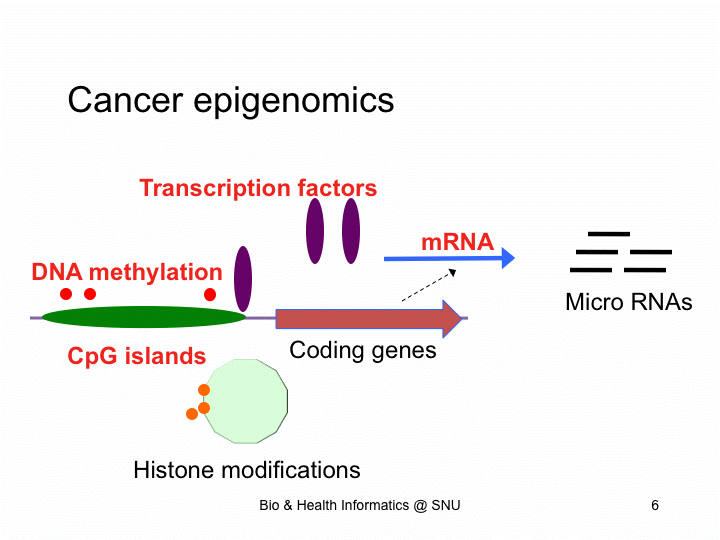 Cancer epigenomics
Transcription factors
mRNA
DNA methylation
Micro RNAs
CpG islands
Coding genes
Histone modifications
Bio & Health Informatics @ SNU
6